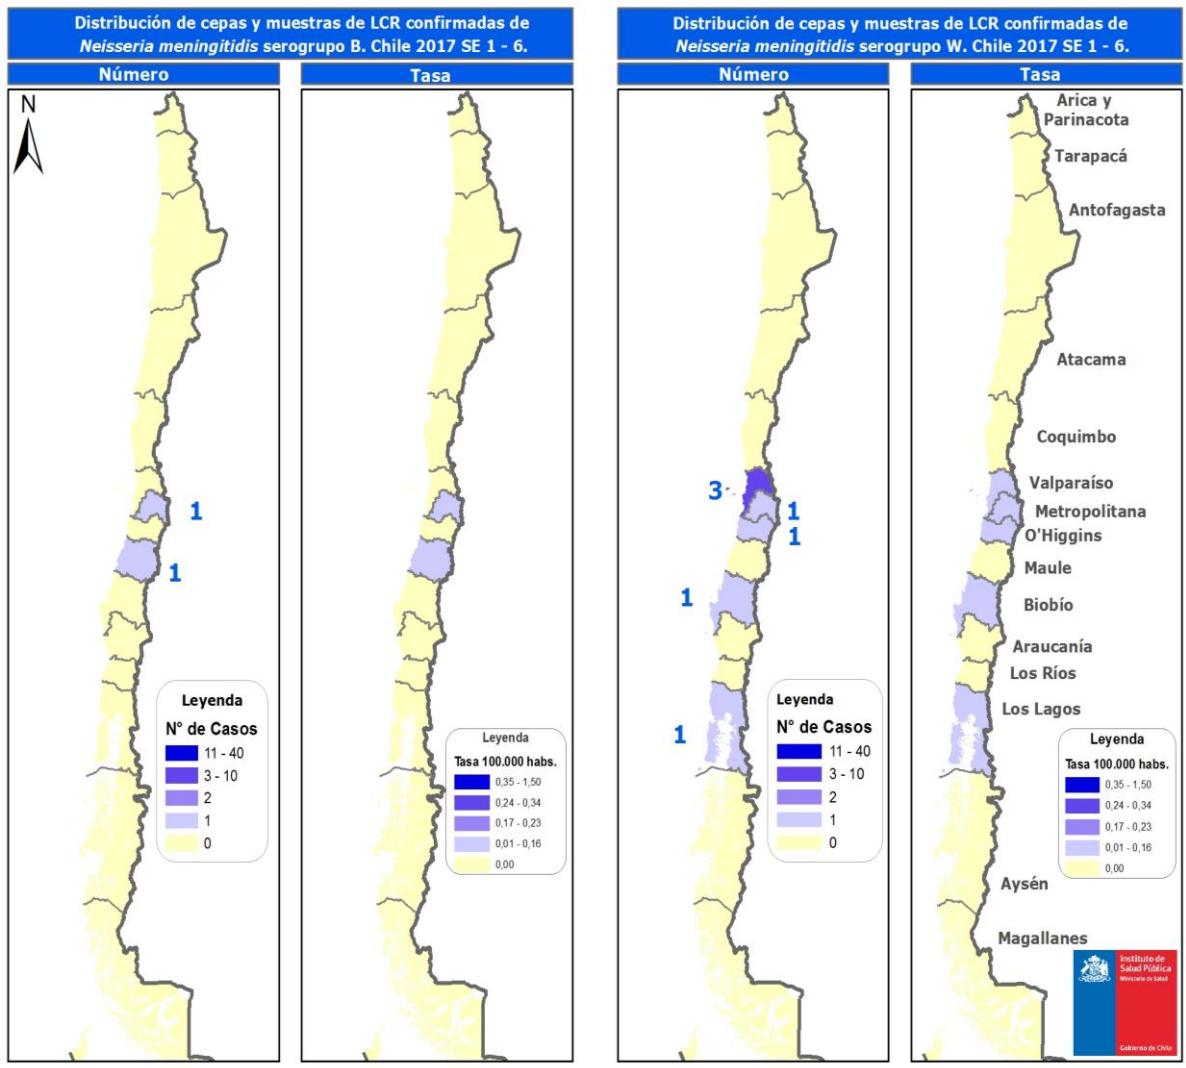 Distribución de cepas y muestras de LCR confirmadas de
Neisseria meningitidis serogrupo B. Chile 2017 SE 1 - 6.
Número
Tasa
N
1
1
Leyenda
N° de Casos
11 - 40
3 - 10
2
1
0
Leyenda
Tasa 100.000 habs.
0,35 - 1,50
0,24 - 0,34
0,17 - 0,23
0,01 - 0,16
0,00
Distribución de cepas y muestras de LCR confirmadas de
Neisseria meningitidis serogrupo W. Chile 2017 SE 1 - 6.
Número
Tasa
3
1
1
1
1
Leyenda
N° de Casos
11 - 40
3 - 10
2
1
0
Arica y
Parinacota
Tarapacá
Antofagasta
Atacama
Coquimbo
Valparaíso
Metropolitana
O'Higgins
Maule
Biobío
Araucanía
Los Ríos
Los Lagos
Leyenda
Tasa 100.000 habs.
0,35 - 1,50
0,24 - 0,34
0,17 - 0,23
0,01 - 0,16
0,00
Aysén
Magallanes
Instituto de
Salud Pública
Ministerio de Salud
Gobierno de Chile